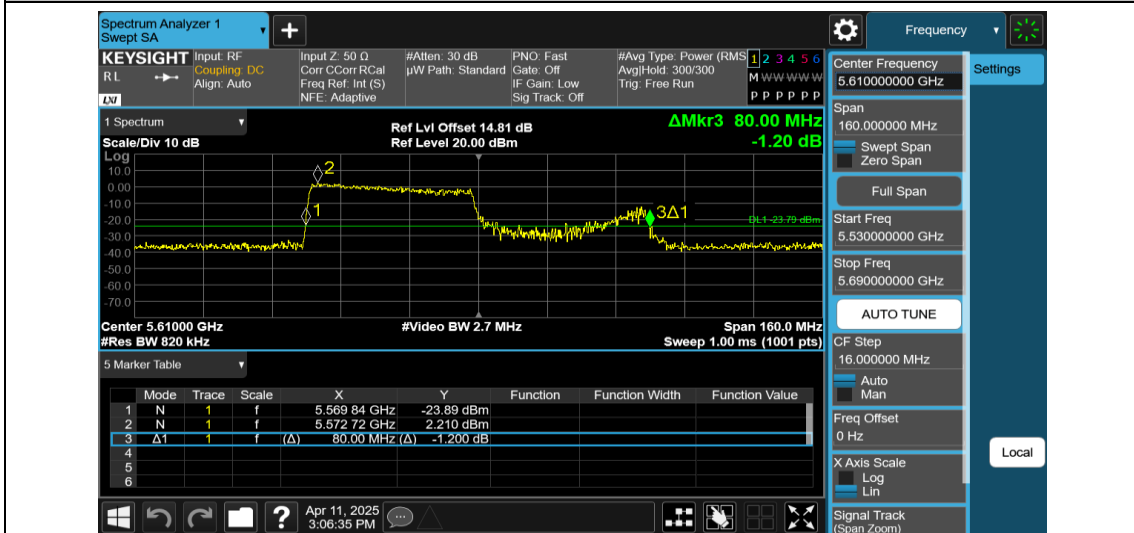 Spectrum Analyzer 1
Swept SA
+
Frequency
KEYSIGHT
RL
LXI
Input: RF
Coupling: DC
Align: Auto
Input Z: 50 Ω
Corr CCorr RCal
Freq Ref: Int (S)
NFE: Adaptive
#Atten: 30 dB
µW Path: Standard
PNO: Fast
Gate: Off
IF Gain: Low
Sig Track: Off
#Avg Type: Power (RMS
Avg|Hold: 300/300
Trig: Free Run
1 2 3 4 5 6
M W W W W W
P P P P P P
1 Spectrum
Scale/Div 10 dB
Ref Lvl Offset 14.81 dB
Ref Level 20.00 dBm
ΔMkr3 80.00 MHz
-1.20 dB
Log
10.0
0.00
-10.0
-20.0
-30.0
-40.0
-50.0
-60.0
-70.0
2
1
3Δ1
DL1 -23.79 dBm
Center 5.61000 GHz
#Video BW 2.7 MHz
Span 160.0 MHz
#Res BW 820 kHz
Sweep 1.00 ms (1001 pts)
5 Marker Table
Mode Trace Scale X Y Function Function Width Function Value
1 N 1 f 5.569 84 GHz -23.89 dBm
2 N 1 f 5.572 72 GHz 2.210 dBm
3 Δ1 1 f (Δ) 80.00 MHz (Δ) -1.200 dB
4
5
6
Center Frequency
5.610000000 GHz
Settings
Span
160.000000 MHz
Swept Span
Zero Span
Full Span
Start Freq
5.530000000 GHz
Stop Freq
5.690000000 GHz
AUTO TUNE
CF Step
16.000000 MHz
Auto
Man
Freq Offset
0 Hz
X Axis Scale
Log
Lin
Signal Track
(Span Zoom)
Local
?
Apr 11, 2025
3:06:35 PM